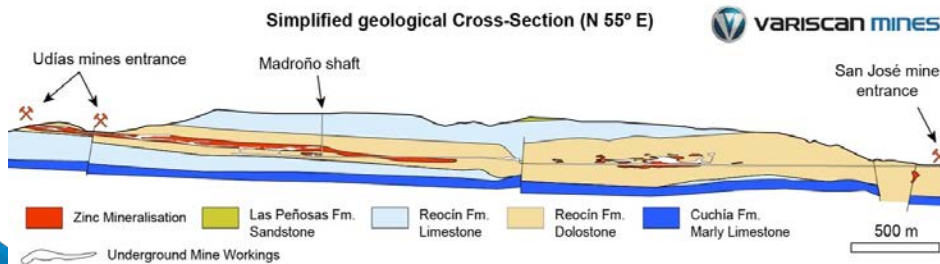 Simplified geological Cross-Section (N 55º E)
VARISCAN MINES
Udías mines entrance
Madroño shaft
San José mine
entrance
Zinc Mineralisation
Las Peñosas Fm.
Sandstone
Reocín Fm.
Limestone
Reocín Fm.
Dolostone
Cuchía Fm.
Marly Limestone
500 m
Underground Mine Workings